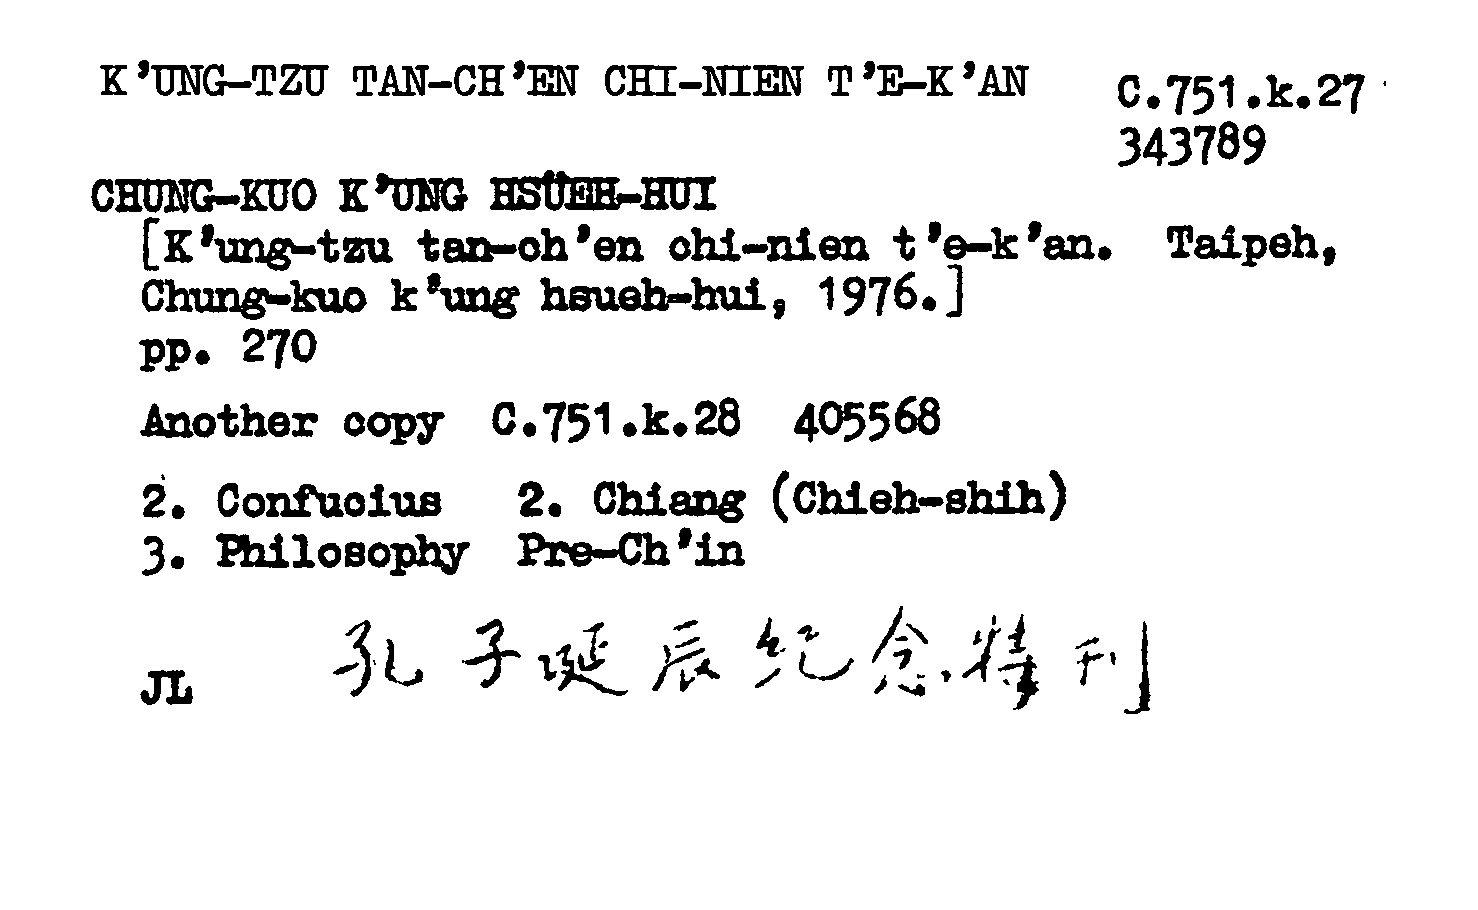 K'UNG-TZU TAN-CH'EN CHI-NIEN T'E-K'AN C.751.k.27
343789
CHUNG-KUO K'UNG HSÜEH-HUI
[K'ung-tzu tan-ch'en chi-nien t'e-k'an. Taipeh,
Chung-kuo k'ung hsueh-hui, 1976.]
pp. 270
Another copy C.751.k.28 405568
2. Confucius 2. Chiang (Chieh-shih)
3. Philosophy Pre-Ch'in
孔子誕辰紀念特刊
JL